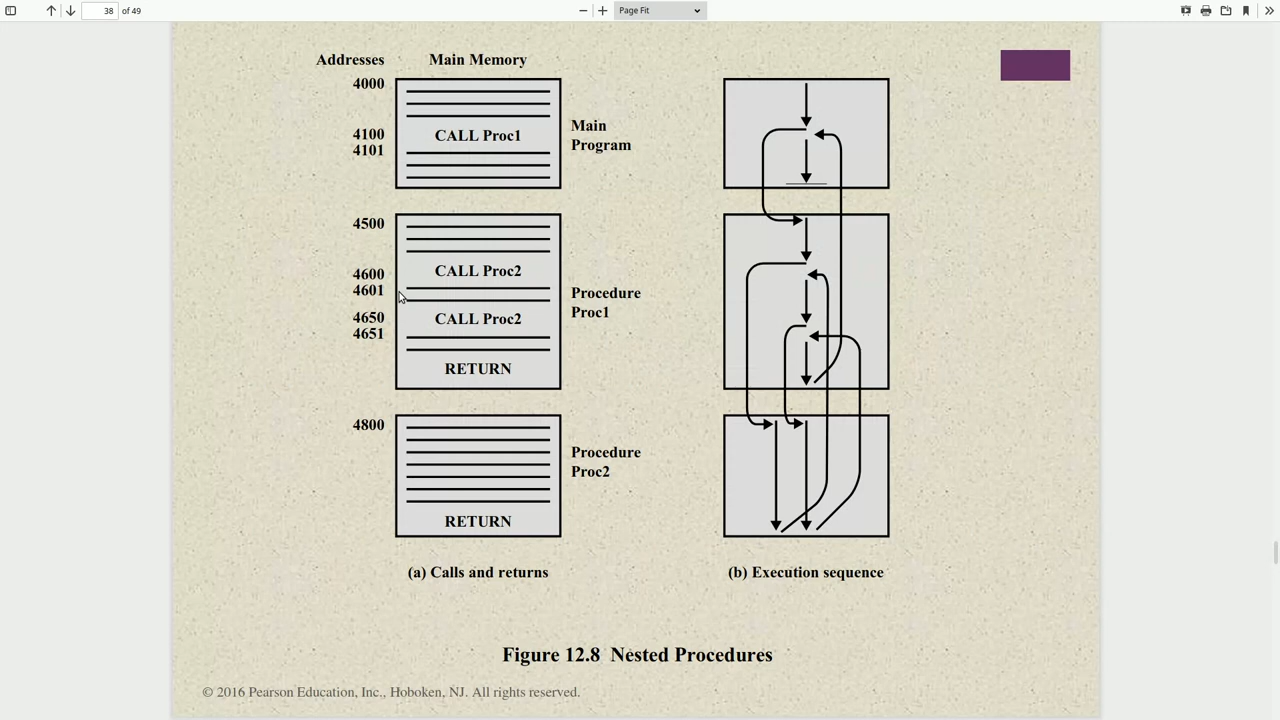 38 of 49
Page Fit
Addresses Main Memory
4000
4100 CALL Proc1
4101
Main
Program
4500
4600 CALL Proc2
4601
4650 CALL Proc2
4651
RETURN
Procedure
Proc1
4800
Procedure
Proc2
RETURN
(a) Calls and returns
(b) Execution sequence
Figure 12.8 Nested Procedures
© 2016 Pearson Education, Inc., Hoboken, NJ. All rights reserved.